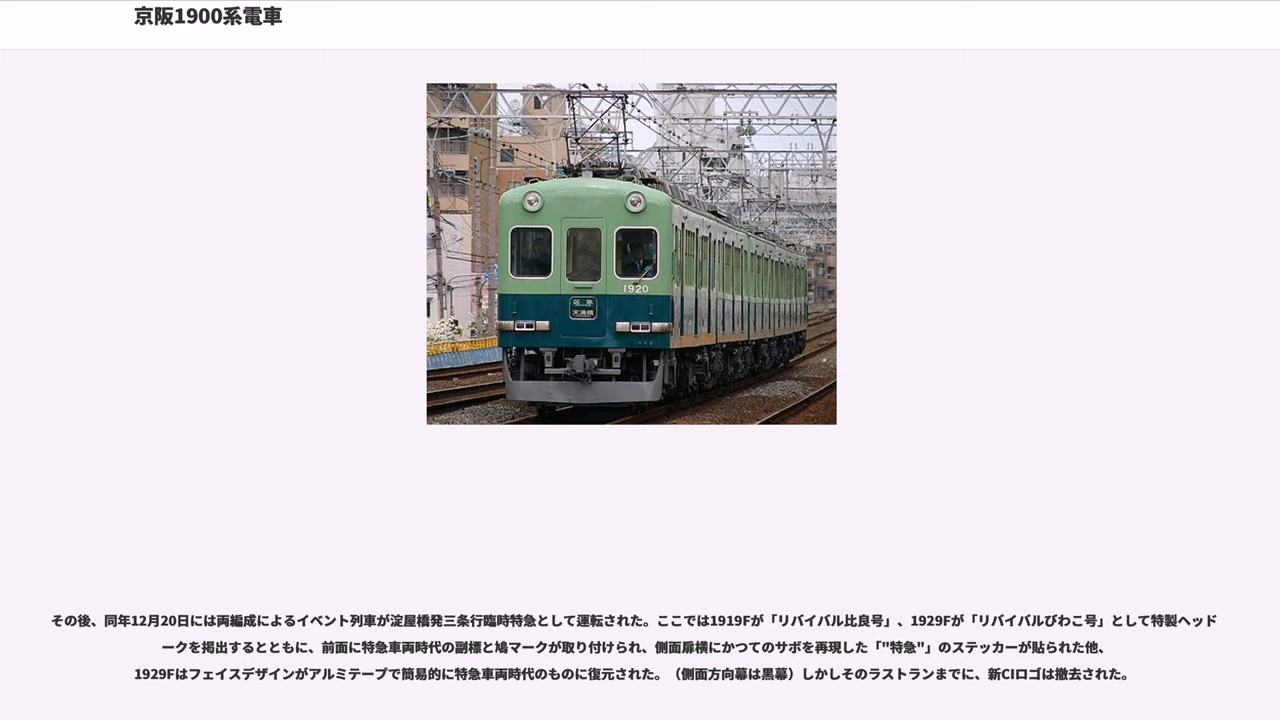 京阪1900系電車
1920
区急
天満橋
その後、同年12月20日には両編成によるイベント列車が淀屋橋発三条行臨時特急として運転された。ここでは1919Fが「リバイバル比良号」、1929Fが「リバイバルびわこ号」として特製ヘッド
ークを掲出するとともに、前面に特急車両時代の副標と鳩マークが取り付けられ、側面扉横にかつてのサボを再現した「"特急"」のステッカーが貼られた他、
1929Fはフェイスデザインがアルミテープで簡易的に特急車両時代のものに復元された。（側面方向幕は黒幕）しかしそのラストランまでに、新CIロゴは撤去された。